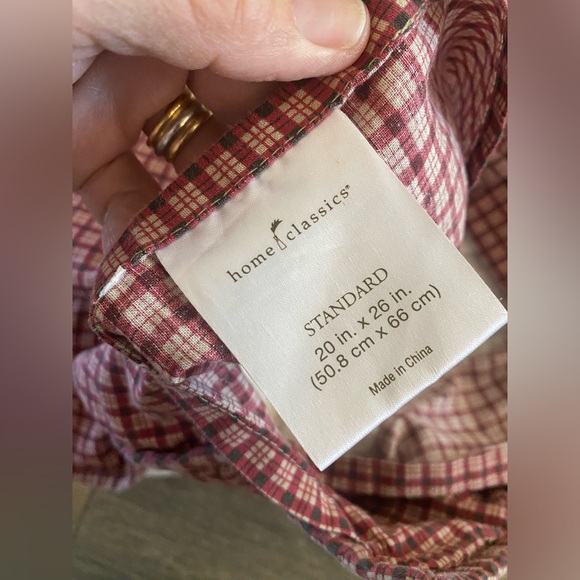 home classics®
STANDARD
20 in. x 26 in.
(50.8 cm x 66 cm)
Made in China